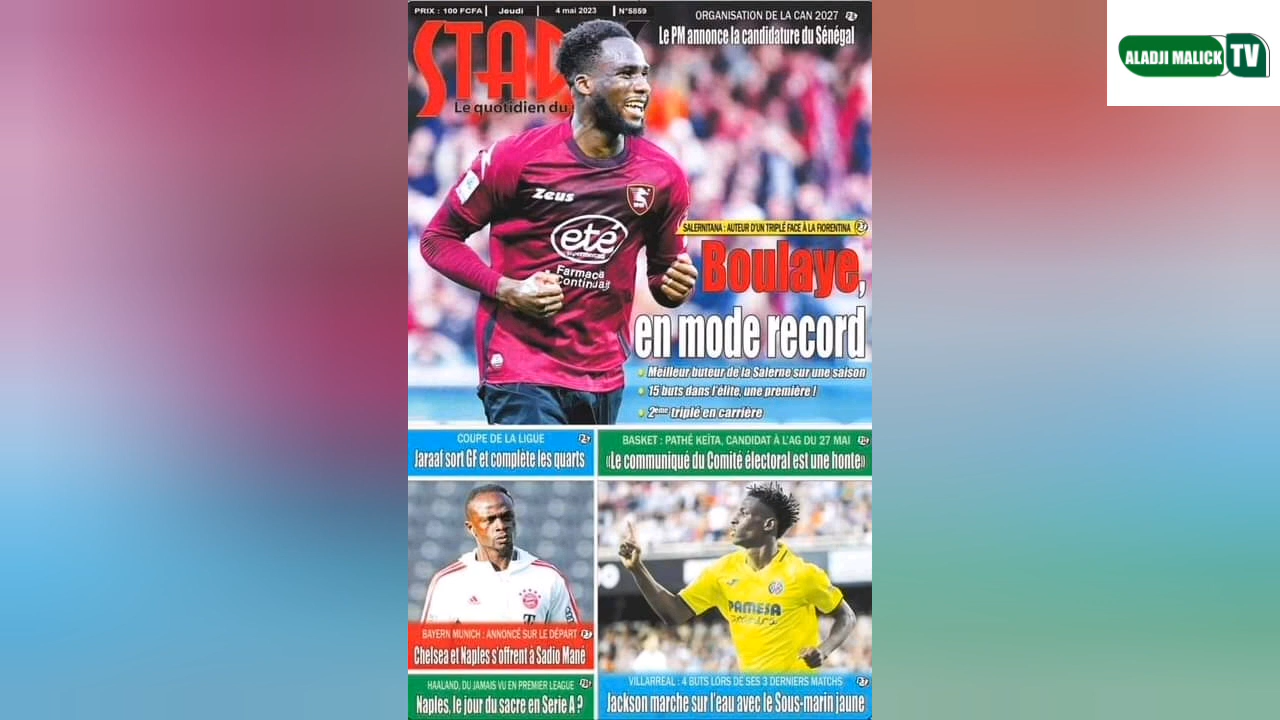 PRIX : 100 FCFA
Jeudi
4 mai 2023
N°5859
ALADJI MALICK TV
ORGANISATION DE LA CAN 2027
Le PM annonce la candidature du Sénégal
STAD
Le quotidien du
Zeus
eté
Farmaca
Continuat
SALERNITANA : AUTEUR D'UN TRIPLÉ FACE À LA FIORENTINA
Boulaye,
en mode record
Meilleur buteur de la Salerne sur une saison
15 buts dans l'élite, une première !
2eme triplé en carrière
COUPE DE LA LIGUE
Jaraaf sort GF et complète les quarts
BASKET : PATHÉ KEÏTA, CANDIDAT À L'AG DU 27 MAI
«Le communiqué du Comité électoral est une honte»
PAMESA
BAYERN MUNICH : ANNONCÉ SUR LE DÉPART
Chelsea et Naples s'offrent à Sadio Mané
HAALAND, DU JAMAIS VU EN PREMIER LEAGUE
Naples, le jour du sacre en Serie A ?
VILLARREAL : 4 BUTS LORS DE SES 3 DERNIERS MATCHS
Jackson marche sur l'eau avec le Sous-marin jaune